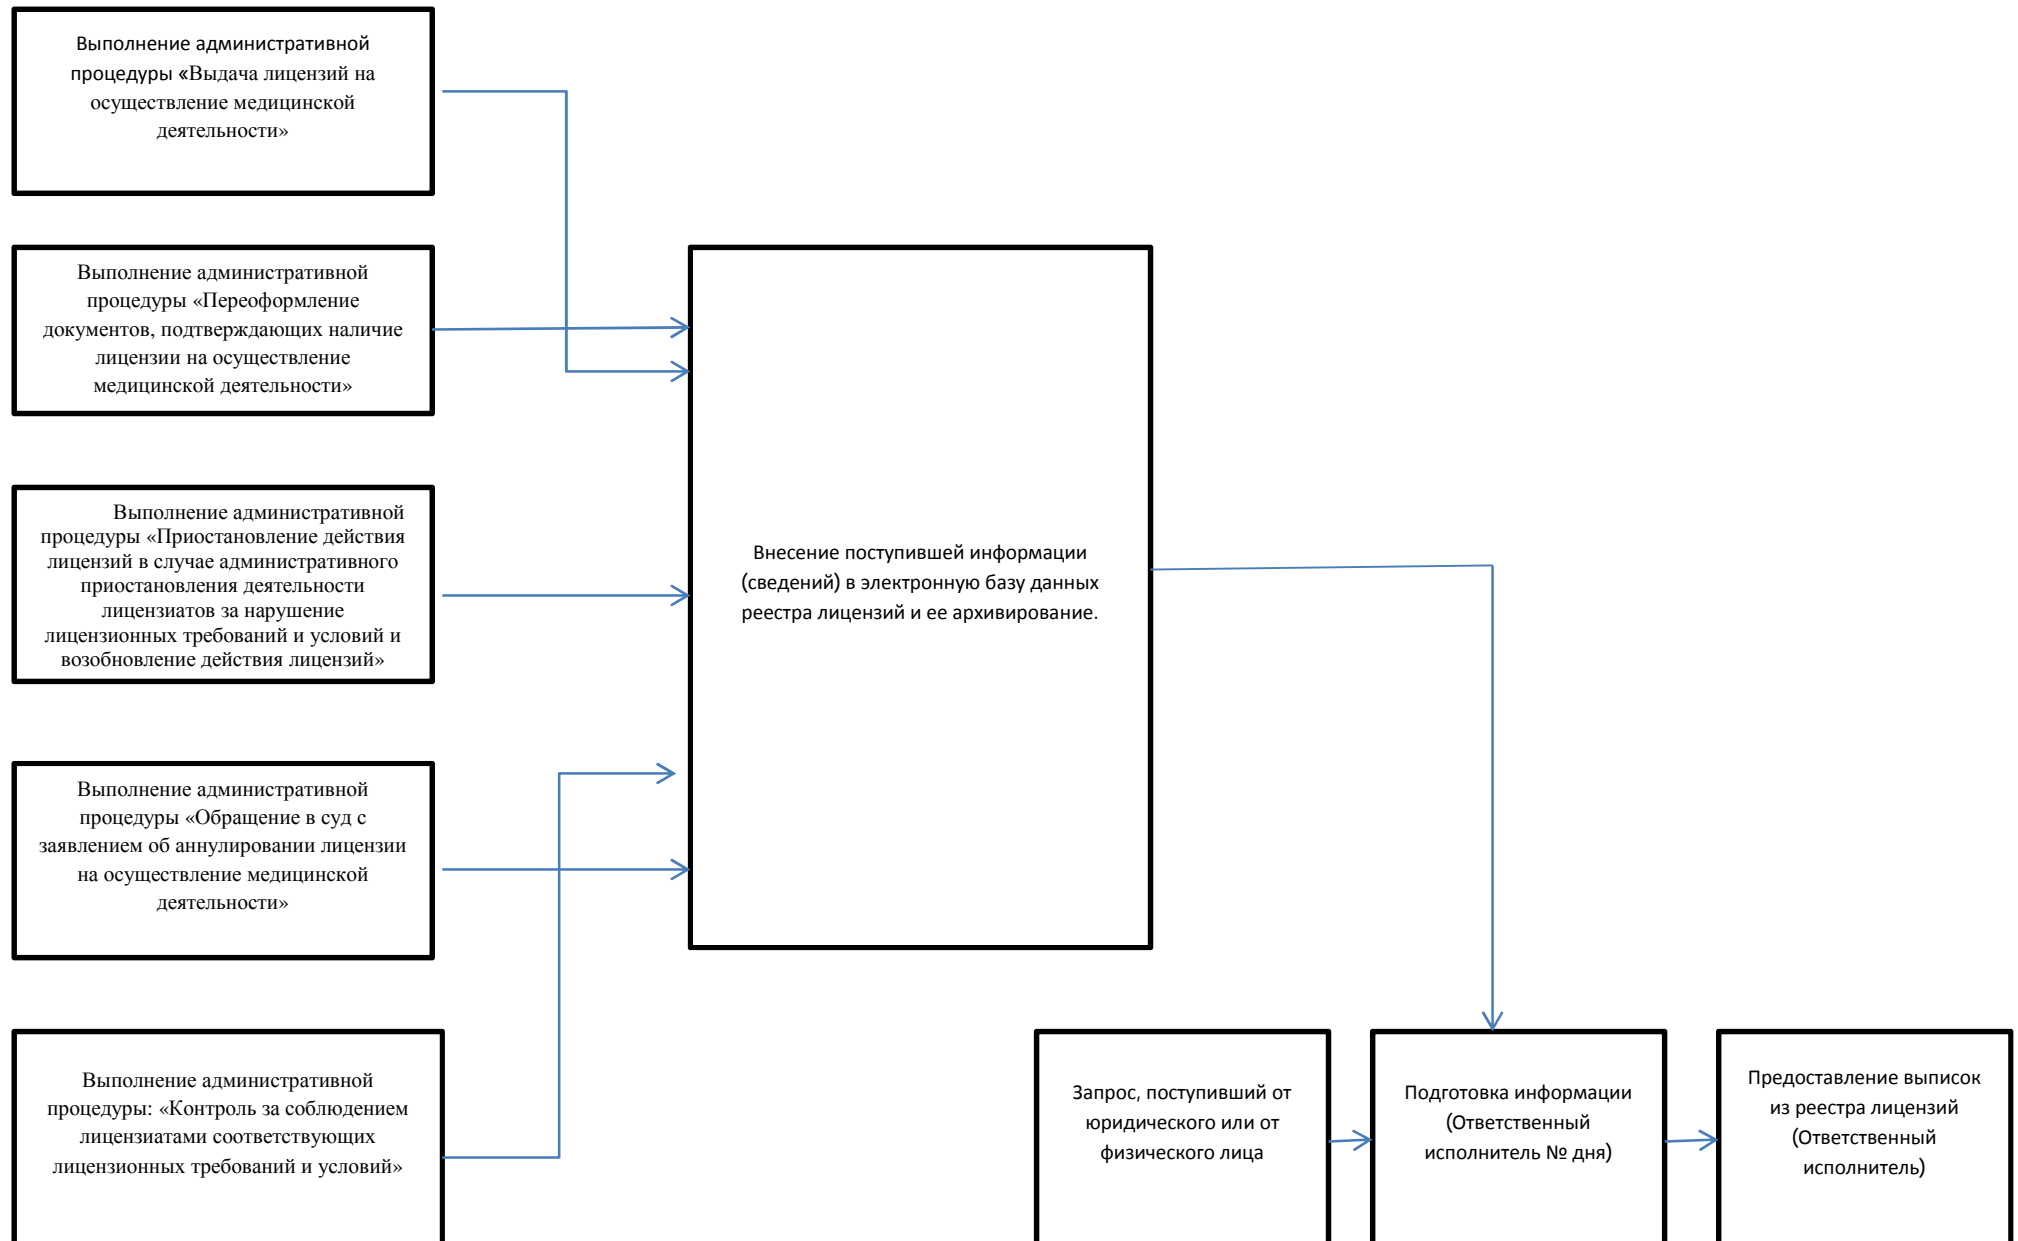 Выполнение административной
процедуры «Выдача лицензий на
осуществление медицинской
деятельности»
Выполнение административной
процедуры «Переоформление
документов, подтверждающих наличие
лицензии на осуществление
медицинской деятельности»
Выполнение административной
процедуры «Приостановление действия
лицензий в случае административного
приостановления деятельности
лицензиатов за нарушение
лицензионных требований и условий и
возобновление действия лицензий»
Выполнение административной
процедуры «Обращение в суд с
заявлением об аннулировании лицензии
на осуществление медицинской
деятельности»
Выполнение административной
процедуры: «Контроль за соблюдением
лицензиатами соответствующих
лицензионных требований и условий»
Внесение поступившей информации
(сведений) в электронную базу данных
реестра лицензий и ее архивирование.
Запрос, поступивший от
юридического или от
физического лица
Подготовка информации
(Ответственный
исполнитель № дня)
Предоставление выписок
из реестра лицензий
(Ответственный
исполнитель)